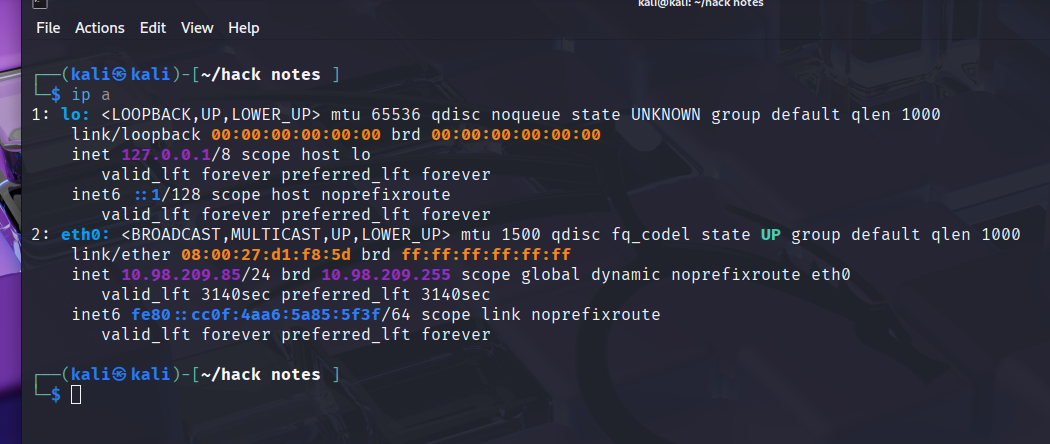 kali@kali: ~/hack notes
File Actions Edit View Help
┌──(kali㉿kali)-[~/hack notes ]
└─$ ip a
1: lo: <LOOPBACK,UP,LOWER_UP> mtu 65536 qdisc noqueue state UNKNOWN group default qlen 1000
    link/loopback 00:00:00:00:00:00 brd 00:00:00:00:00:00
    inet 127.0.0.1/8 scope host lo
       valid_lft forever preferred_lft forever
    inet6 ::1/128 scope host noprefixroute
       valid_lft forever preferred_lft forever
2: eth0: <BROADCAST,MULTICAST,UP,LOWER_UP> mtu 1500 qdisc fq_codel state UP group default qlen 1000
    link/ether 08:00:27:d1:f8:5d brd ff:ff:ff:ff:ff:ff
    inet 10.98.209.85/24 brd 10.98.209.255 scope global dynamic noprefixroute eth0
       valid_lft 3140sec preferred_lft 3140sec
    inet6 fe80::cc0f:4aa6:5a85:5f3f/64 scope link noprefixroute
       valid_lft forever preferred_lft forever
┌──(kali㉿kali)-[~/hack notes ]
└─$